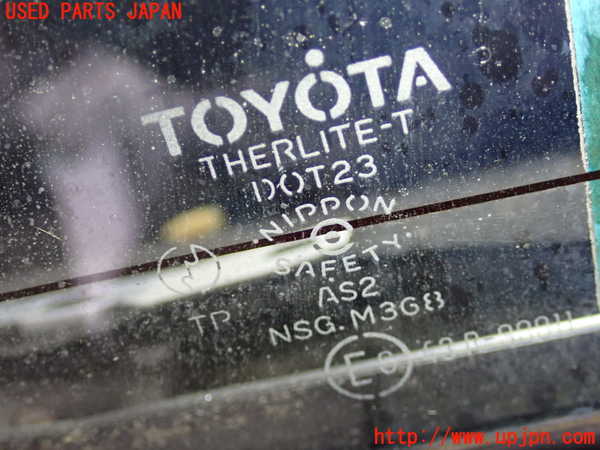 USED PARTS JAPAN
TOYOTA
THERLITE-T
DOT23
NIPPON
SAFETY.
AS2
TP
NSG. M3G8
E
http://www.upjpn.com/